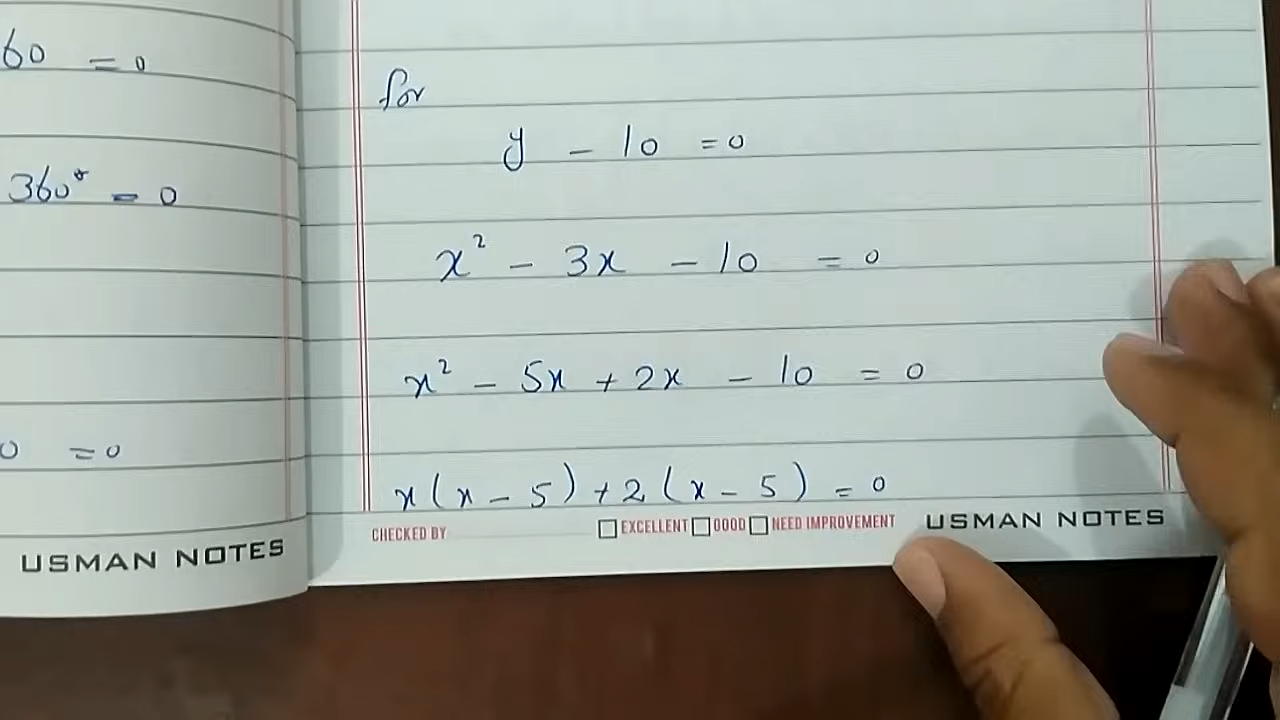 60 = 0
360 = 0
0 = 0
USMAN NOTES
for
y - 10 = 0
x² - 3x - 10 = 0
x² - 5x + 2x - 10 = 0
x(x - 5) + 2(x - 5) = 0
CHECKED BY EXCELLENT GOOD NEED IMPROVEMENT USMAN NOTES